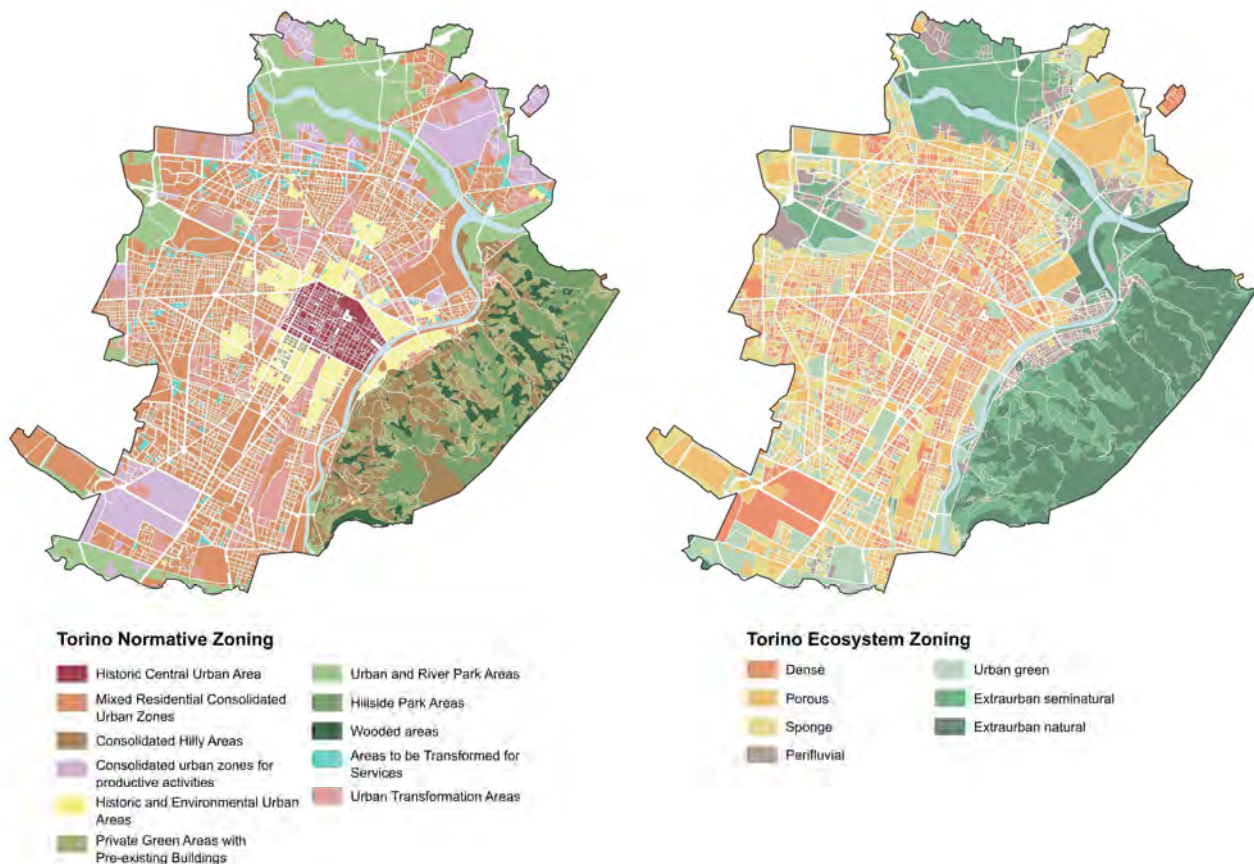 Torino Normative Zoning
Historic Central Urban Area
Mixed Residential Consolidated
Urban Zones
Consolidated Hilly Areas
Consolidated urban zones for
productive activities
Historic and Environmental Urban
Areas
Private Green Areas with
Pre-existing Buildings
Urban and River Park Areas
Hillside Park Areas
Wooded areas
Areas to be Transformed for
Services
Urban Transformation Areas
Torino Ecosystem Zoning
Dense
Porous
Sponge
Perifluvial
Urban green
Extraurban seminatural
Extraurban natural